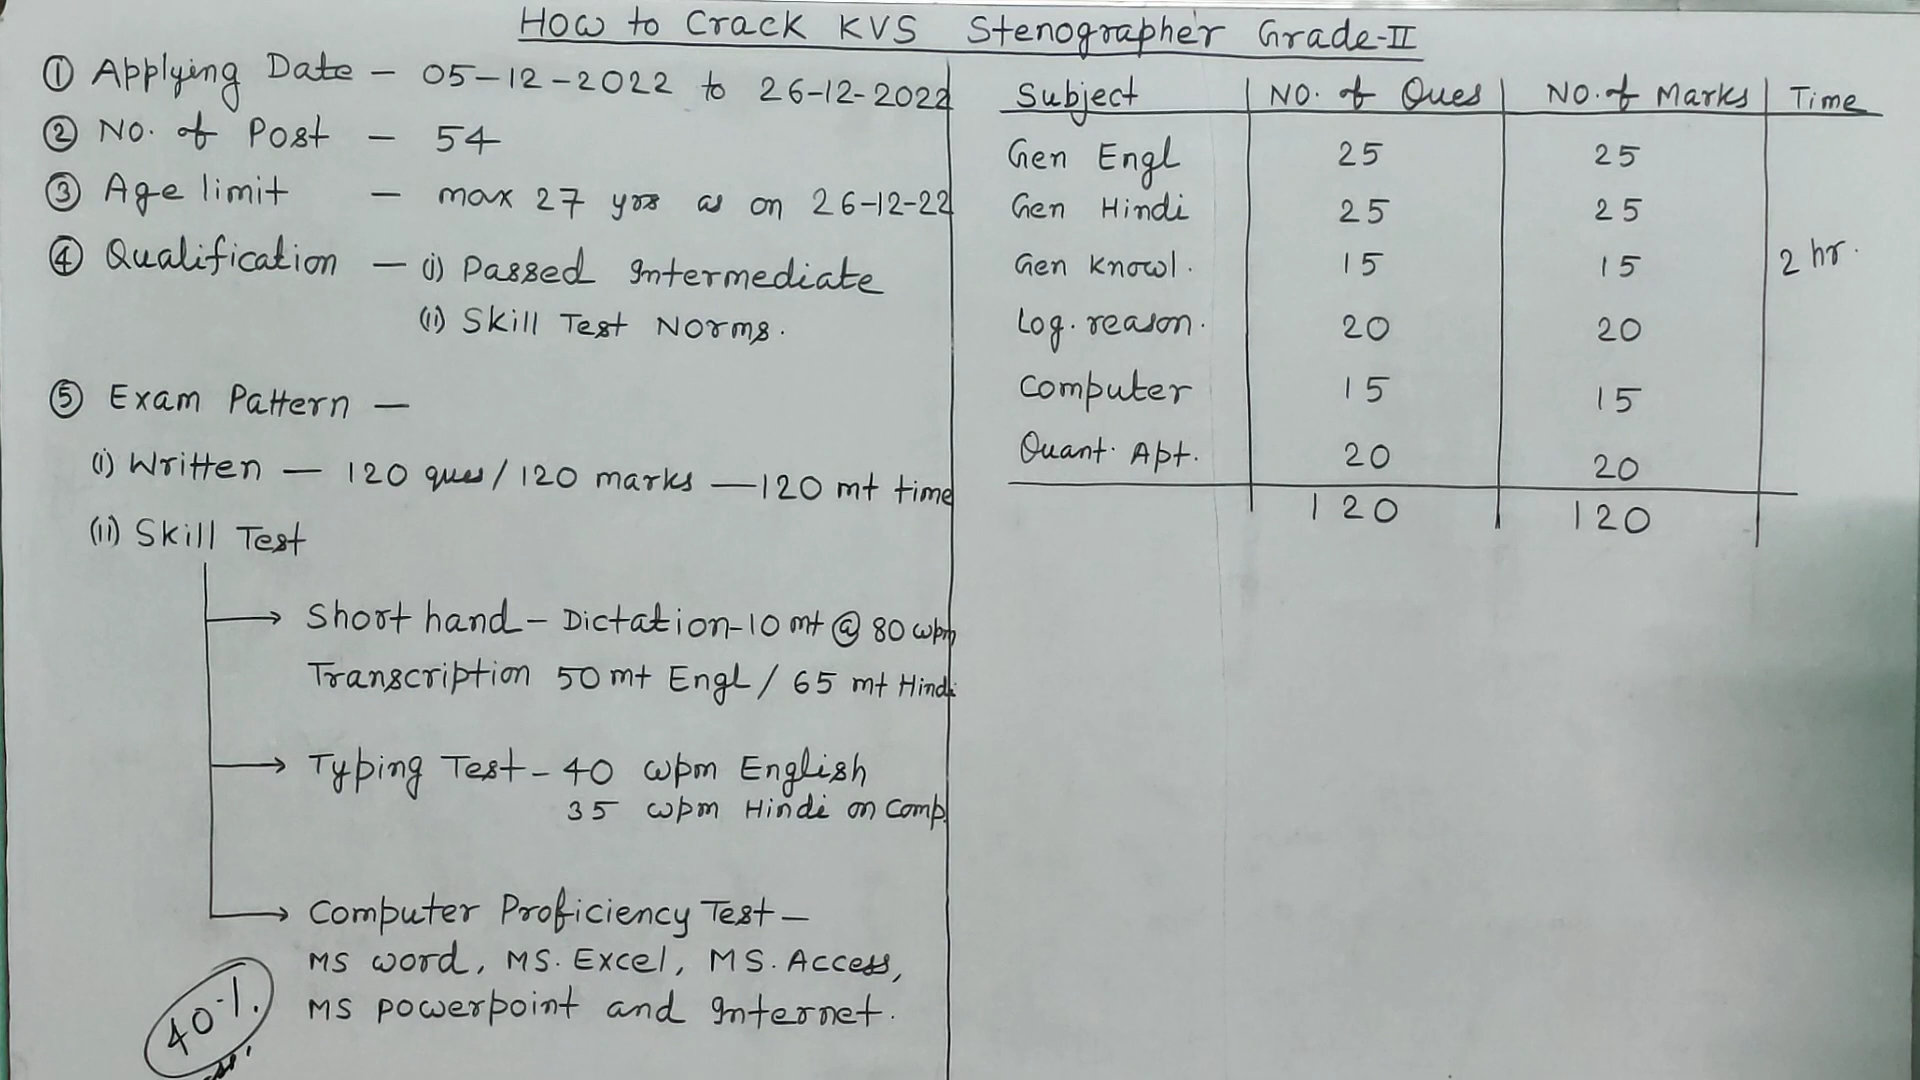 How to Crack KVS Stenographer Grade-II
① Applying Date - 05-12-2022 to 26-12-2022
② No. of Post - 54
③ Age limit - max 27 yrs as on 26-12-22
④ Qualification - (i) Passed Intermediate
(ii) Skill Test Norms.
⑤ Exam Pattern -
(i) Written - 120 ques/120 marks - 120 mt time
(ii) Skill Test
→ Short hand - Dictation-10 mt @ 80 wpm
Transcription 50 mt Engl / 65 mt Hindi
→ Typing Test - 40 wpm English
35 wpm Hindi on Comp.
→ Computer Proficiency Test -
MS word, MS. Excel, MS. Access,
MS powerpoint and Internet.
40%.
Subject | No. of Ques | No. of Marks | Time
Gen Engl 25 25
Gen Hindi 25 25
Gen Knowl. 15 15 2 hr.
Log. reason. 20 20
Computer 15 15
Quant. Apt. 20 20
120 120